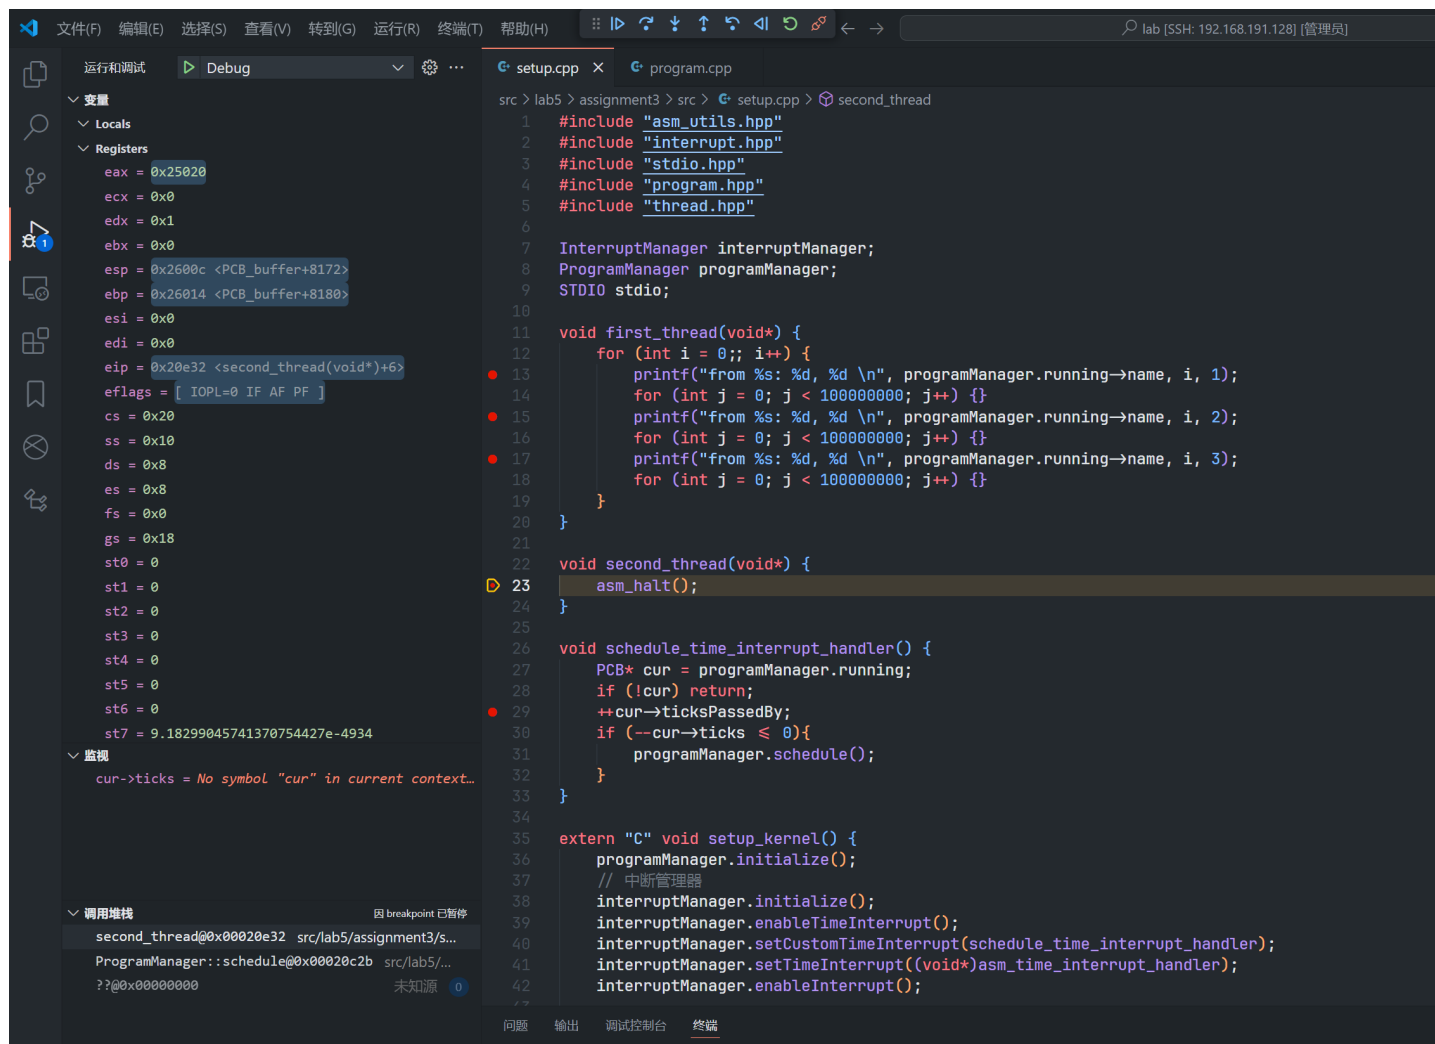 文件(F) 编辑(E) 选择(S) 查看(V) 转到(G) 运行(R) 终端(T) 帮助(H)
lab [SSH: 192.168.191.128] [管理员]
运行和调试 Debug
变量
Locals
Registers
eax = 0x25020
ecx = 0x0
edx = 0x1
ebx = 0x0
esp = 0x2600c <PCB_buffer+8172>
ebp = 0x26014 <PCB_buffer+8180>
esi = 0x0
edi = 0x0
eip = 0x20e32 <second_thread(void*)+6>
eflags = [ IOPL=0 IF AF PF ]
cs = 0x20
ss = 0x10
ds = 0x8
es = 0x8
fs = 0x0
gs = 0x18
st0 = 0
st1 = 0
st2 = 0
st3 = 0
st4 = 0
st5 = 0
st6 = 0
st7 = 9.18299045741370754427e-4934
监视
cur->ticks = No symbol "cur" in current context…
调用堆栈 因 breakpoint 已暂停
second_thread@0x00020e32 src/lab5/assignment3/s...
ProgramManager::schedule@0x00020c2b src/lab5/...
??@0x00000000 未知源 0
1
setup.cpp program.cpp
src > lab5 > assignment3 > src > setup.cpp > second_thread
1 #include "asm_utils.hpp"
2 #include "interrupt.hpp"
3 #include "stdio.hpp"
4 #include "program.hpp"
5 #include "thread.hpp"
6
7 InterruptManager interruptManager;
8 ProgramManager programManager;
9 STDIO stdio;
10
11 void first_thread(void*) {
12 for (int i = 0;; i++) {
13 printf("from %s: %d, %d \n", programManager.running->name, i, 1);
14 for (int j = 0; j < 100000000; j++) {}
15 printf("from %s: %d, %d \n", programManager.running->name, i, 2);
16 for (int j = 0; j < 100000000; j++) {}
17 printf("from %s: %d, %d \n", programManager.running->name, i, 3);
18 for (int j = 0; j < 100000000; j++) {}
19 }
20 }
21
22 void second_thread(void*) {
23 asm_halt();
24 }
25
26 void schedule_time_interrupt_handler() {
27 PCB* cur = programManager.running;
28 if (!cur) return;
29 ++cur->ticksPassedBy;
30 if (--cur->ticks <= 0){
31 programManager.schedule();
32 }
33 }
34
35 extern "C" void setup_kernel() {
36 programManager.initialize();
37 // 中断管理器
38 interruptManager.initialize();
39 interruptManager.enableTimeInterrupt();
40 interruptManager.setCustomTimeInterrupt(schedule_time_interrupt_handler);
41 interruptManager.setTimeInterrupt((void*)asm_time_interrupt_handler);
42 interruptManager.enableInterrupt();
问题 输出 调试控制台 终端